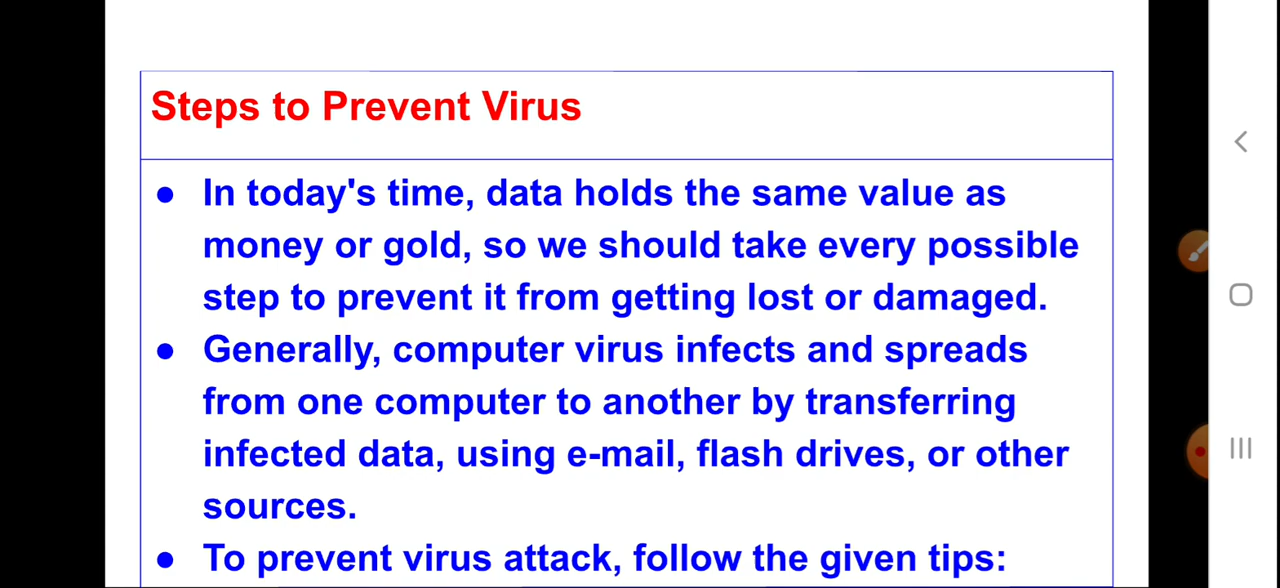 Steps to Prevent Virus
● In today's time, data holds the same value as
money or gold, so we should take every possible
step to prevent it from getting lost or damaged.
● Generally, computer virus infects and spreads
from one computer to another by transferring
infected data, using e-mail, flash drives, or other
sources.
● To prevent virus attack, follow the given tips: